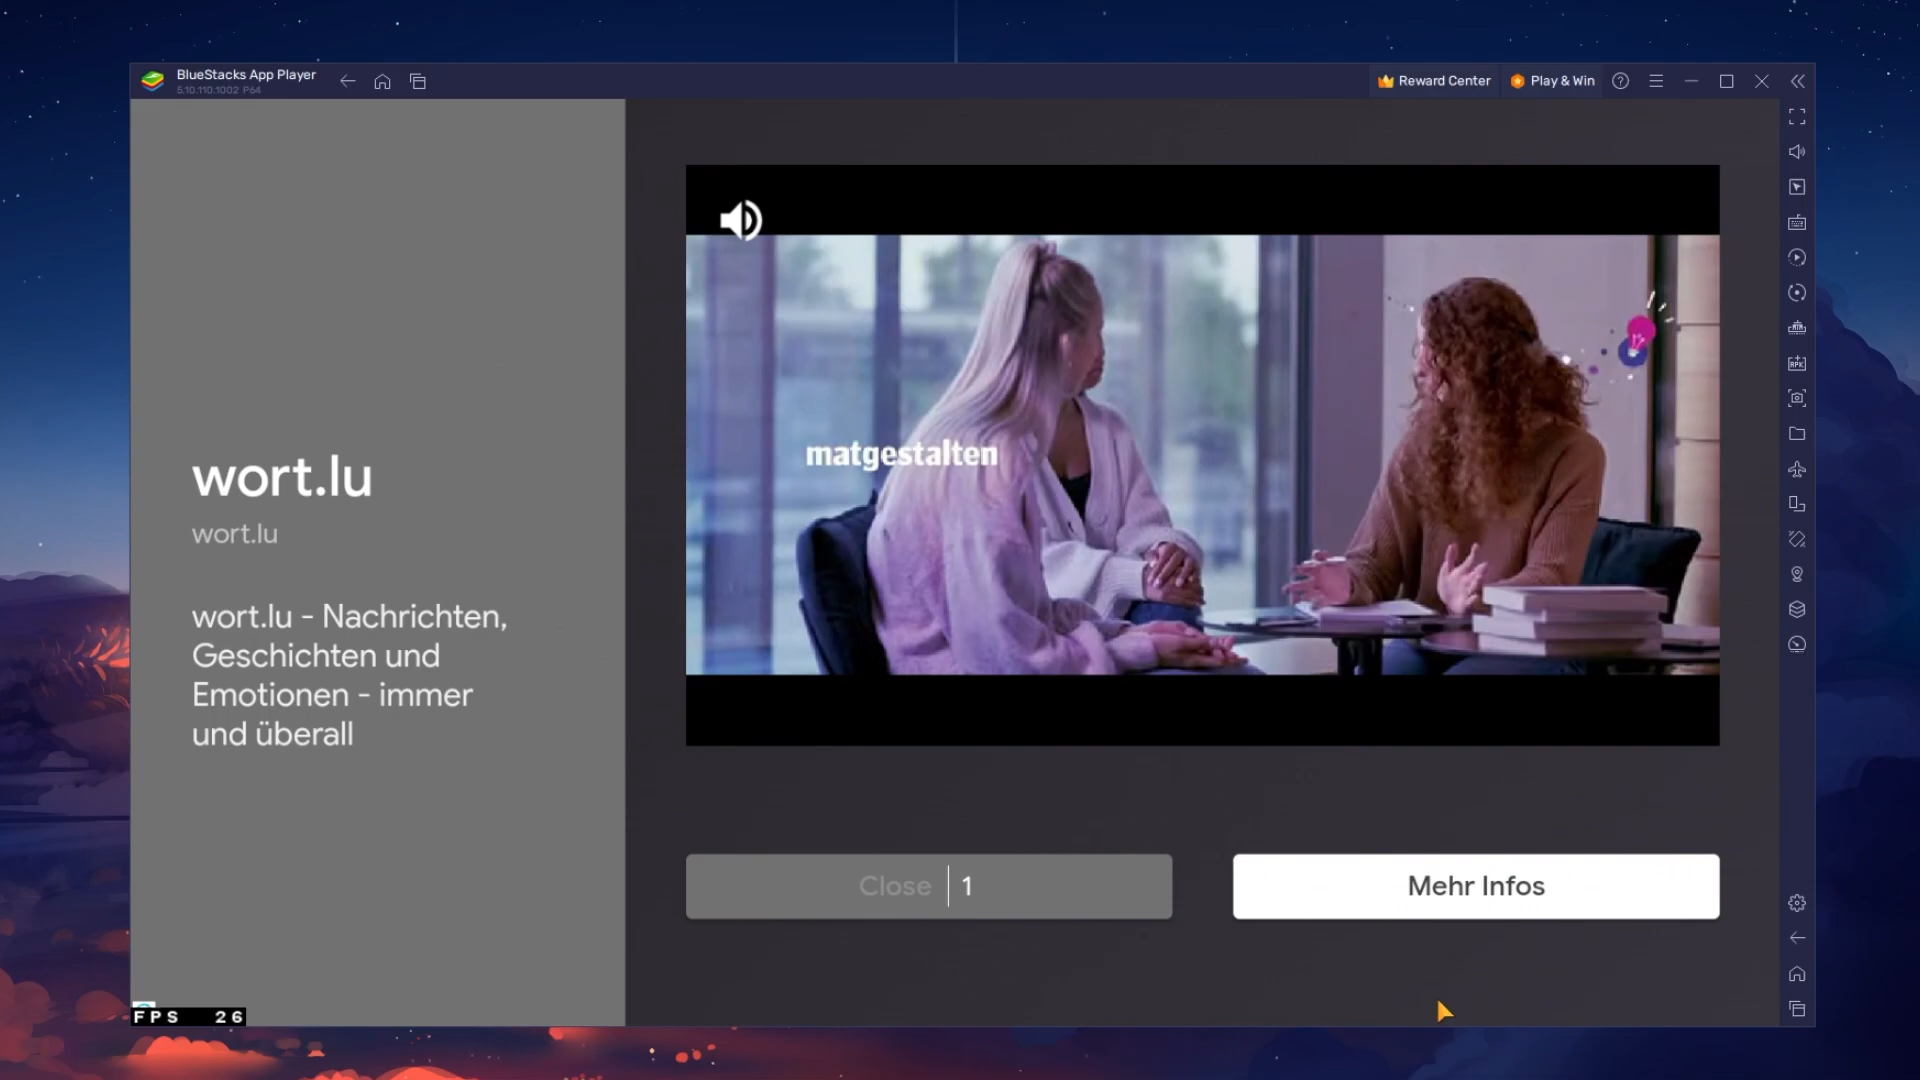 BlueStacks App Player
5.10.110.1002 P64
Reward Center
Play & Win
wort.lu
wort.lu
wort.lu - Nachrichten,
Geschichten und
Emotionen - immer
und überall
matgestalten
Close 1
Mehr Infos
FPS 26